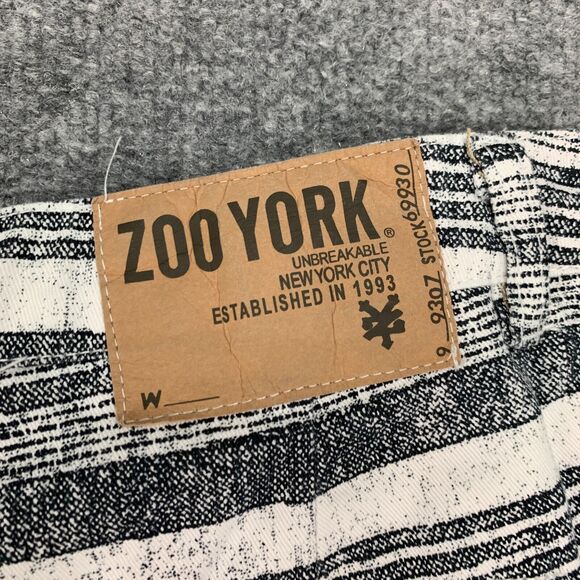 ZOO YORK®
UNBREAKABLE
NEW YORK CITY
ESTABLISHED IN 1993
W
9 9307 STOCK69930